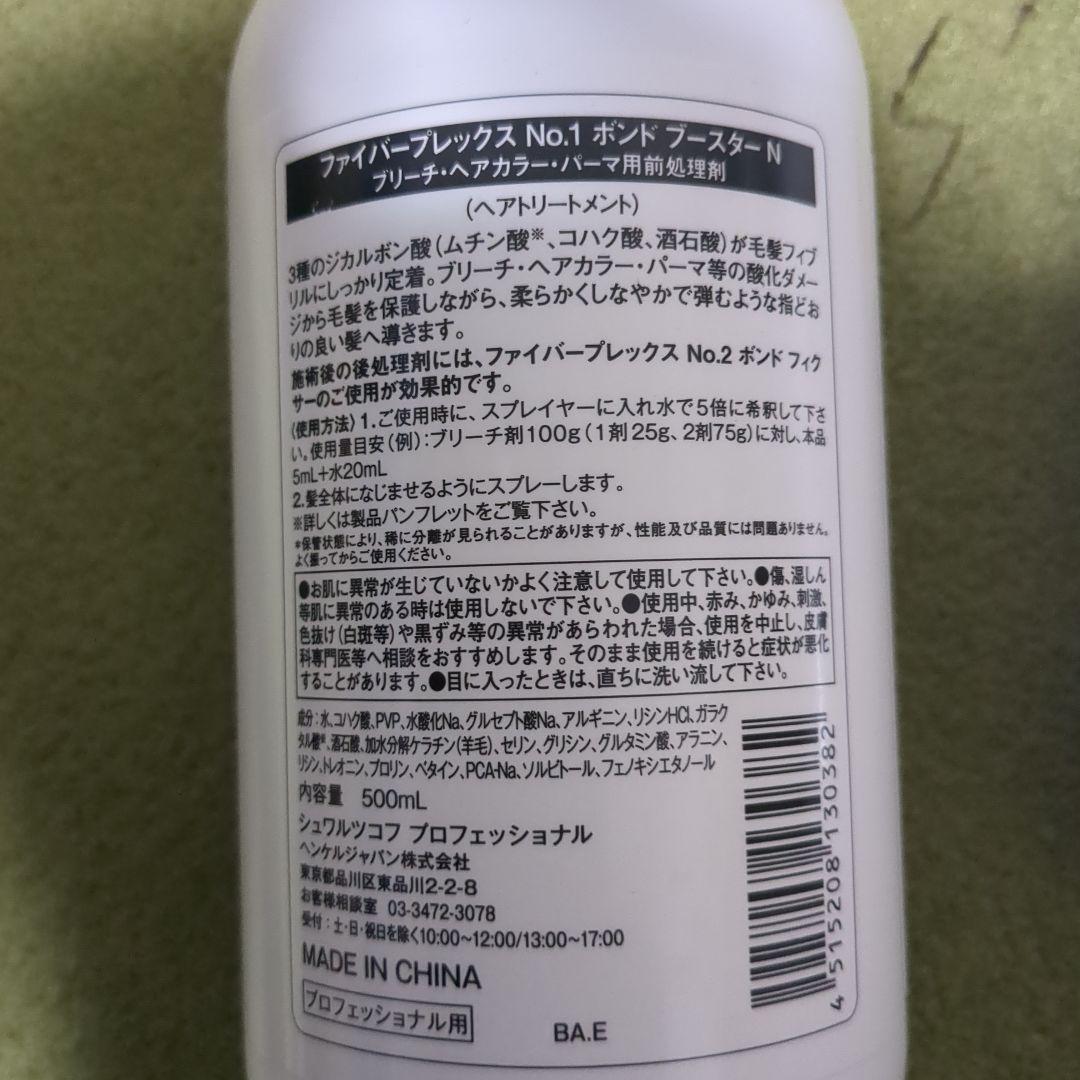 ファイバープレックス No.1 ボンド ブースター N
ブリーチ・ヘアカラー・パーマ用前処理剤
(ヘアトリートメント)
3種のジカルボン酸(ムチン酸※、コハク酸、酒石酸)が毛髪フィブ
リルにしっかり定着。ブリーチ・ヘアカラー・パーマ等の酸化ダメー
ジから毛髪を保護しながら、柔らかくしなやかで弾むような指どお
りの良い髪へ導きます。
施術後の後処理剤には、ファイバープレックス No.2 ボンド フィク
サーのご使用が効果的です。
〈使用方法〉1.ご使用時に、スプレイヤーに入れ水で5倍に希釈して下さ
い。使用量目安(例):ブリーチ剤100g(1剤25g、2剤75g)に対し、本品
5mL+水20mL
2.髪全体になじませるようにスプレーします。
※詳しくは製品パンフレットをご覧下さい。
*保管状態により、稀に分離が見られることがありますが、性能及び品質には問題ありません。
よく振ってからご使用ください。
●お肌に異常が生じていないかよく注意して使用して下さい。●傷、湿しん
等肌に異常のある時は使用しないで下さい。●使用中、赤み、かゆみ、刺激、
色抜け(白斑等)や黒ずみ等の異常があらわれた場合、使用を中止し、皮膚
科専門医等へ相談をおすすめします。そのまま使用を続けると症状が悪化
することがあります。●目に入ったときは、直ちに洗い流して下さい。
成分:水、コハク酸、PVP、水酸化Na、グルセプト酸Na、アルギニン、リシンHCl、ガラク
タル酸※、酒石酸、加水分解ケラチン(羊毛)、セリン、グリシン、グルタミン酸、アラニン、
リシン、トレオニン、プロリン、ベタイン、PCA-Na、ソルビトール、フェノキシエタノール
内容量 500mL
シュワルツコフ プロフェッショナル
ヘンケルジャパン株式会社
東京都品川区東品川2-2-8
お客様相談室 03-3472-3078
受付:土・日・祝日を除く10:00~12:00/13:00~17:00
MADE IN CHINA
プロフェッショナル用
BA.E
4 515208 130382